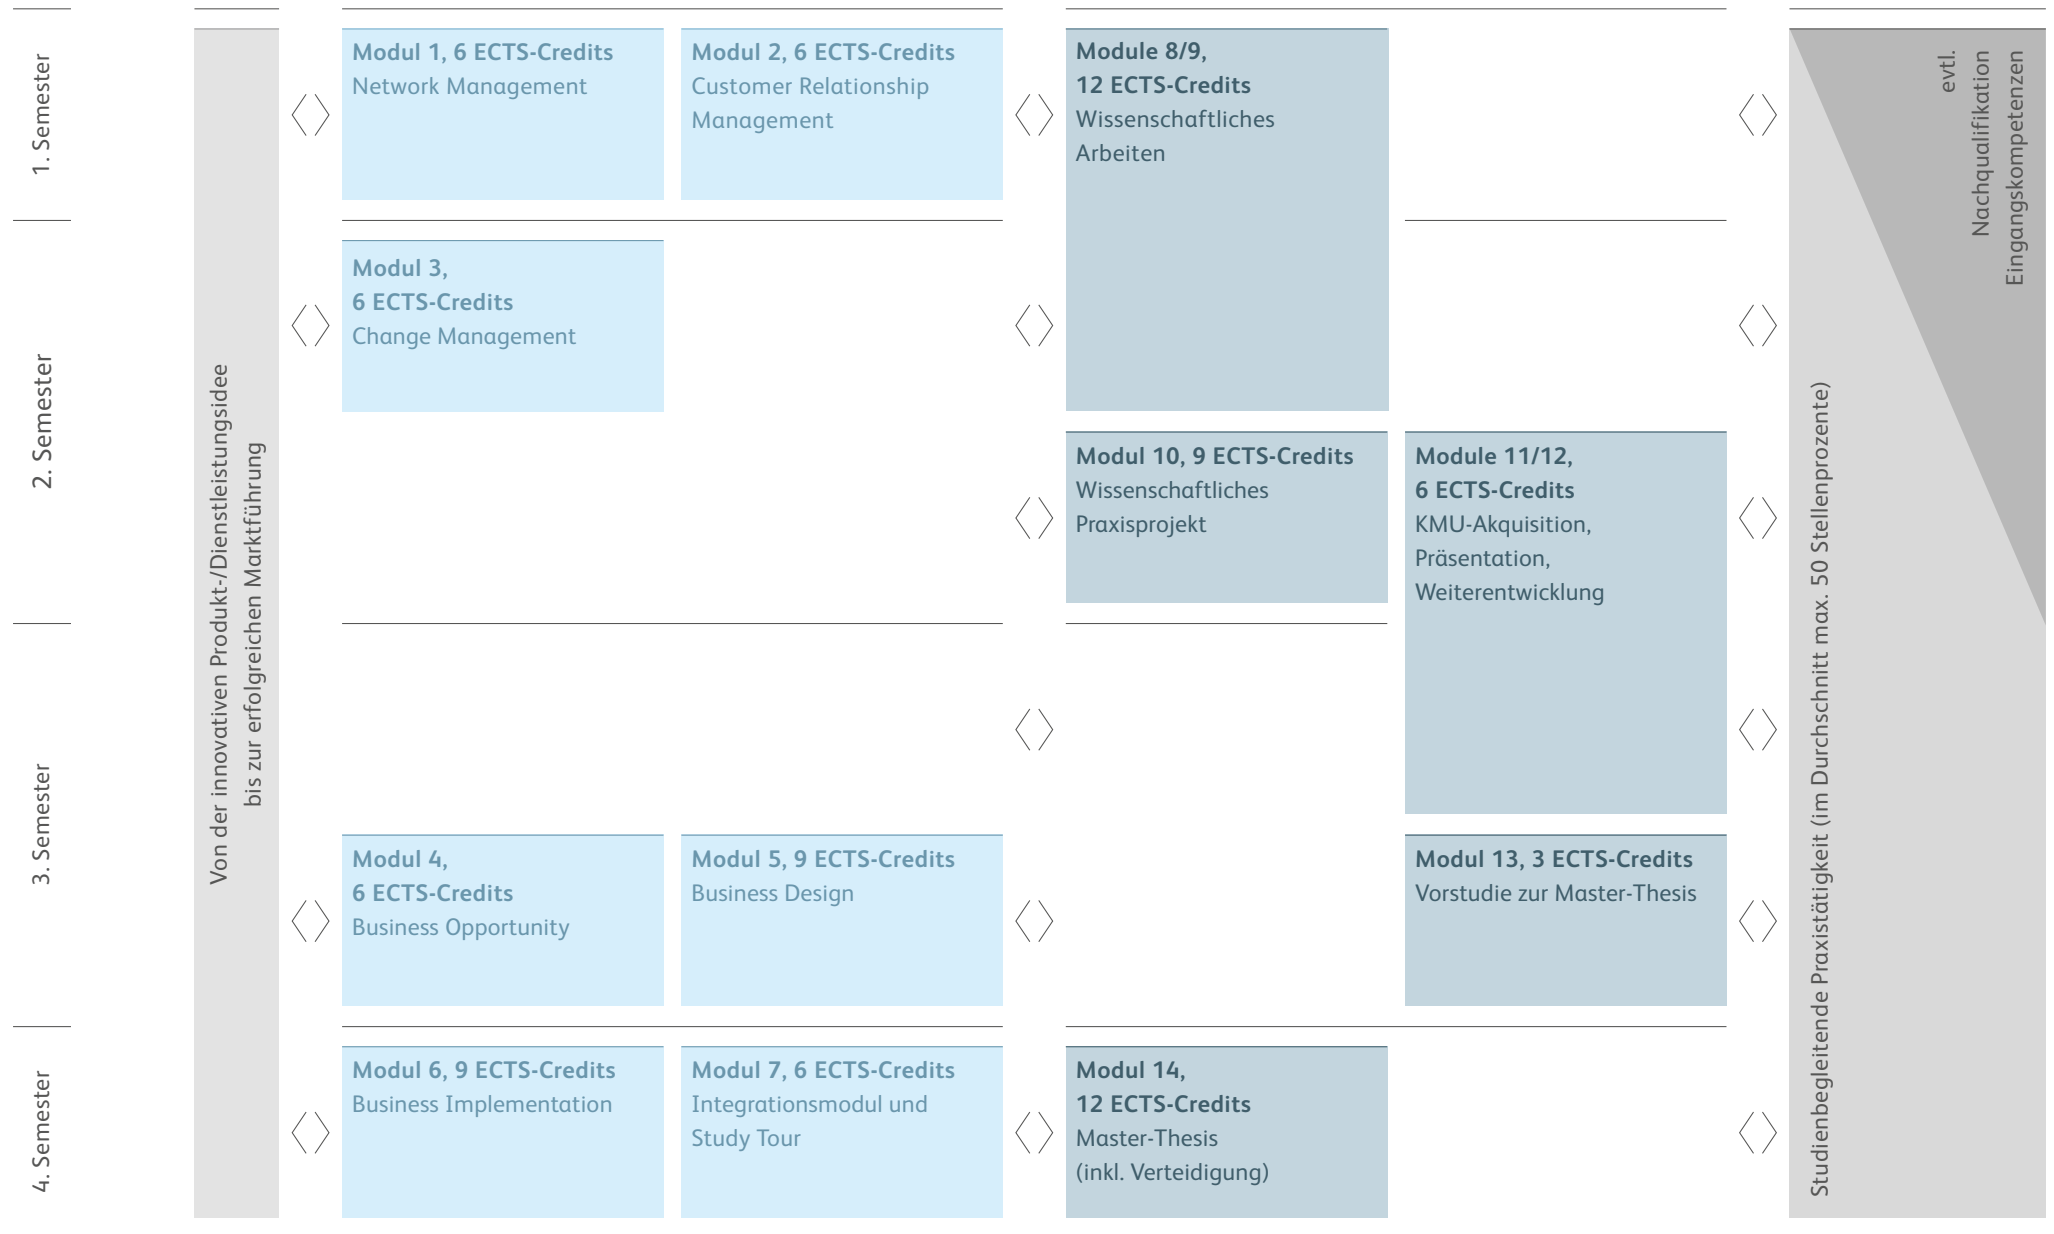 1. Semester
Modul 1, 6 ECTS-Credits
Network Management
Modul 2, 6 ECTS-Credits
Customer Relationship
Management
Module 8/9,
12 ECTS-Credits
Wissenschaftliches
Arbeiten
evtl.
Nachqualifikation
Eingangskompetenzen
2. Semester
Modul 3,
6 ECTS-Credits
Change Management
Von der innovativen Produkt-/Dienstleistungsidee
bis zur erfolgreichen Marktführung
Modul 10, 9 ECTS-Credits
Wissenschaftliches
Praxisprojekt
Module 11/12,
6 ECTS-Credits
KMU-Akquisition,
Präsentation,
Weiterentwicklung
Studienbegleitende Praxistätigkeit (im Durchschnitt max. 50 Stellenprozente)
3. Semester
Modul 4,
6 ECTS-Credits
Business Opportunity
Modul 5, 9 ECTS-Credits
Business Design
Modul 13, 3 ECTS-Credits
Vorstudie zur Master-Thesis
4. Semester
Modul 6, 9 ECTS-Credits
Business Implementation
Modul 7, 6 ECTS-Credits
Integrationsmodul und
Study Tour
Modul 14,
12 ECTS-Credits
Master-Thesis
(inkl. Verteidigung)